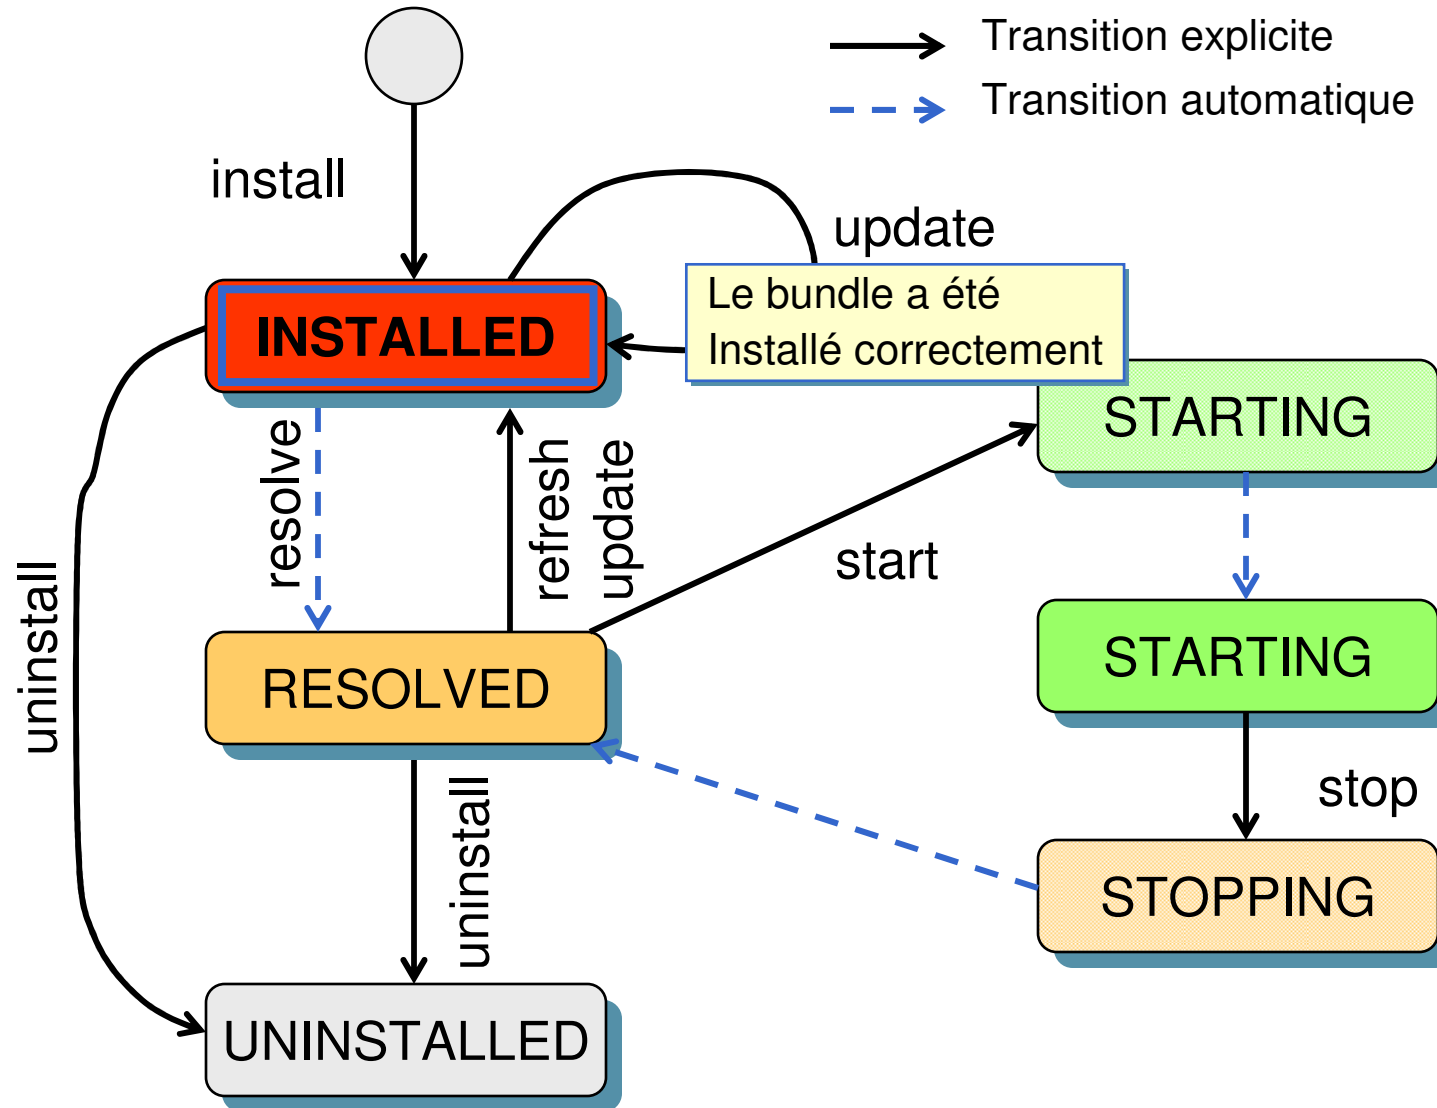 Transition explicite
Transition automatique
install
update
Le bundle a été
Installé correctement
INSTALLED
STARTING
resolve
refresh
update
start
uninstall
RESOLVED
STARTING
stop
uninstall
STOPPING
UNINSTALLED